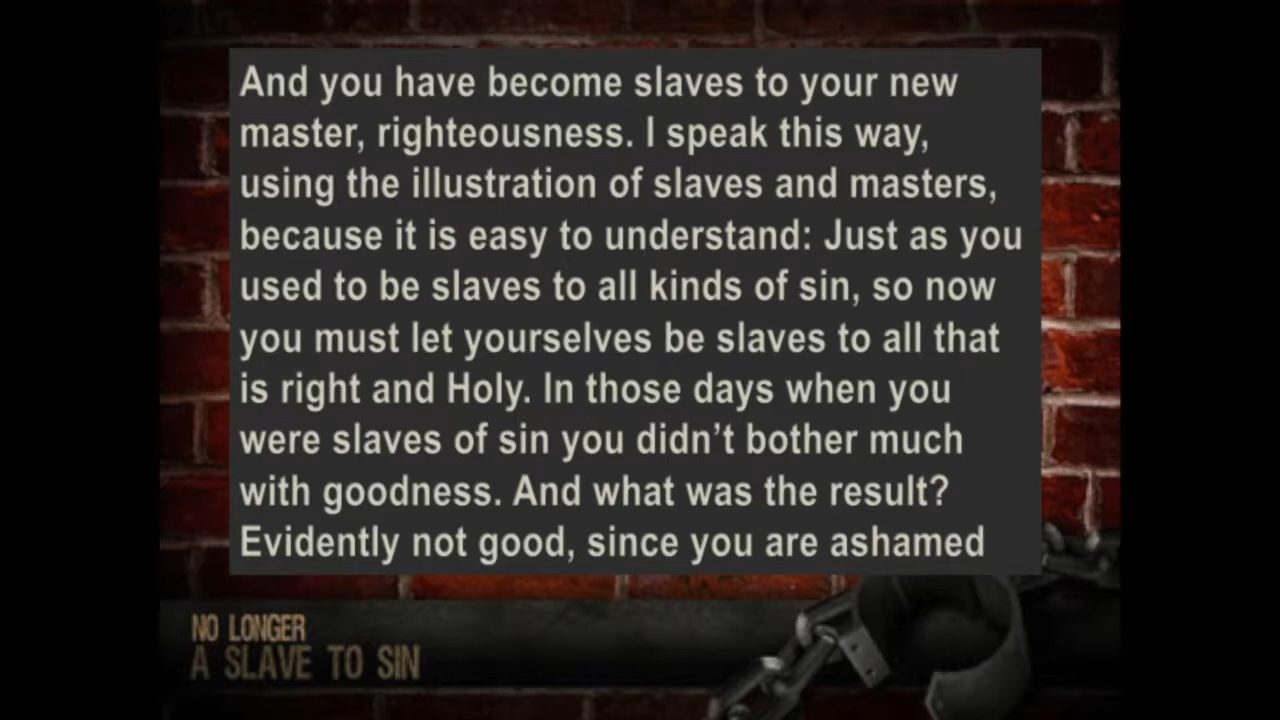 And you have become slaves to your new
master, righteousness. I speak this way,
using the illustration of slaves and masters,
because it is easy to understand: Just as you
used to be slaves to all kinds of sin, so now
you must let yourselves be slaves to all that
is right and Holy. In those days when you
were slaves of sin you didn’t bother much
with goodness. And what was the result?
Evidently not good, since you are ashamed
NO LONGER
A SLAVE TO SIN